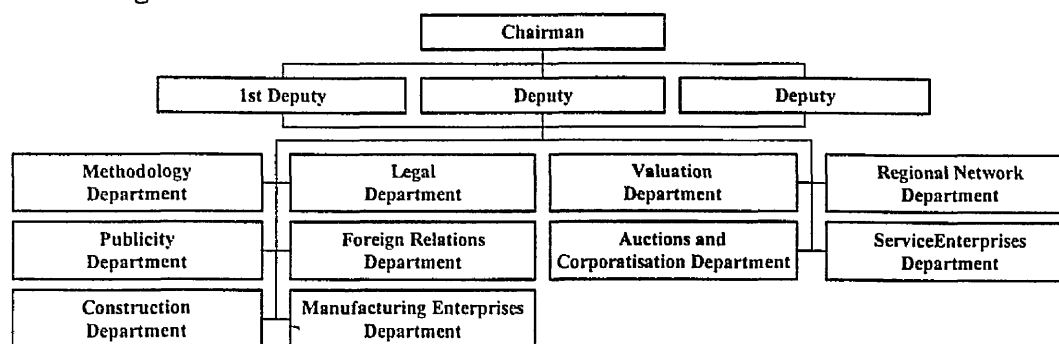 Chairman
1st Deputy
Deputy
Deputy
Methodology
Department
Legal
Department
Valuation
Department
Regional Network
Department
Publicity
Department
Foreign Relations
Department
Auctions and
Corporatisation Department
ServiceEnterprises
Department
Construction
Department
Manufacturing Enterprises
Department